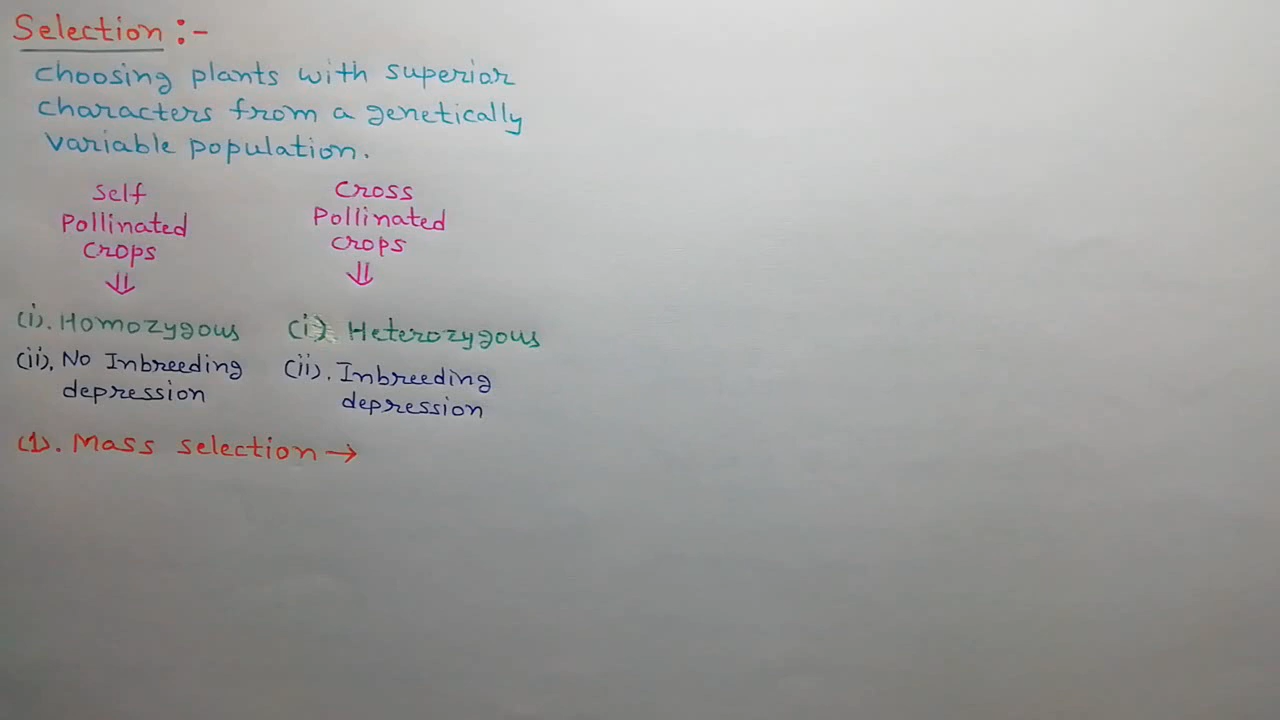 Selection :-
choosing plants with superior
characters from a genetically
variable population.
Self
Pollinated
crops
⇓
(i). Homozygous
(ii). No Inbreeding
depression
Cross
Pollinated
crops
⇓
(i). Heterozygous
(ii). Inbreeding
depression
(1). Mass selection →